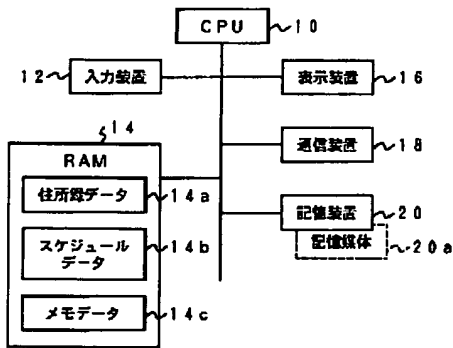 CPU 10
12 入力装置
表示装置 16
14
RAM
通信装置 18
住所録データ 14a
記憶装置 20
スケジュール
データ 14b
記憶媒体 20a
メモデータ 14c